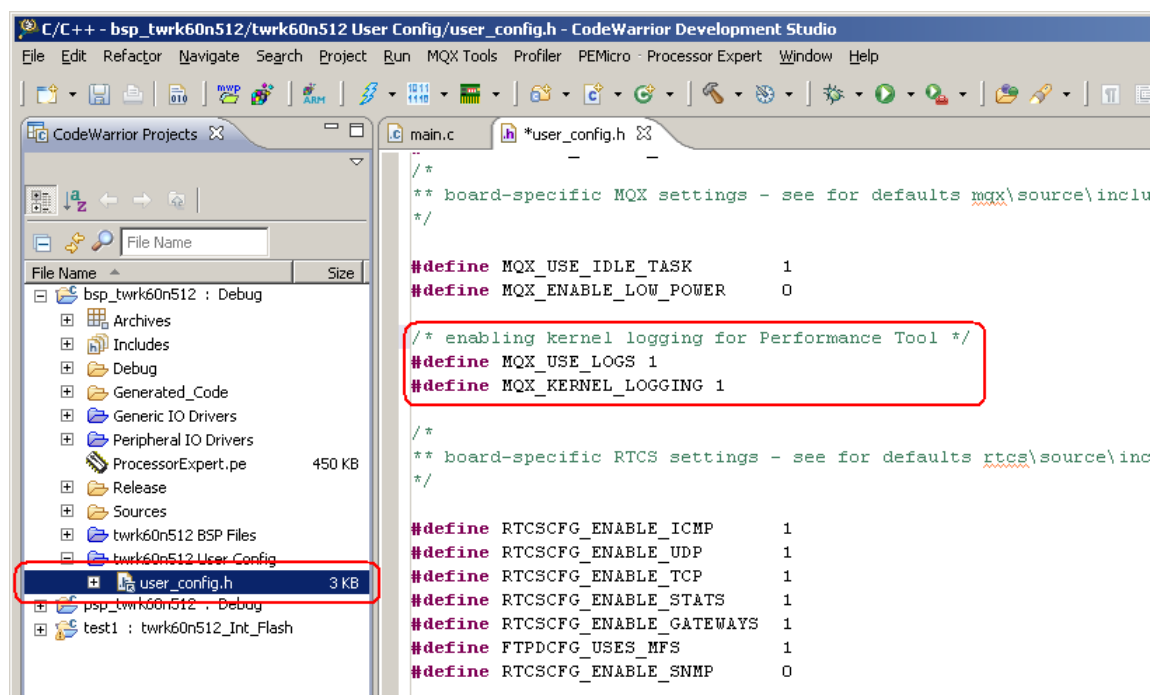 C/C++ - bsp_twrk60n512/twrk60n512 User Config/user_config.h - CodeWarrior Development Studio
File Edit Refactor Navigate Search Project Run MQX Tools Profiler PEMicro Processor Expert Window Help
CodeWarrior Projects
main.c
*user_config.h
File Name
File Name Size
bsp_twrk60n512 : Debug
Archives
Includes
Debug
Generated_Code
Generic IO Drivers
Peripheral IO Drivers
ProcessorExpert.pe 450 KB
Release
Sources
twrk60n512 BSP Files
twrk60n512 User Config
user_config.h 3 KB
psp_twrk60n512 : Debug
test1 : twrk60n512_Int_Flash
/*
** board-specific MQX settings - see for defaults mqx\source\inclu
*/
#define MQX_USE_IDLE_TASK 1
#define MQX_ENABLE_LOW_POWER 0
/* enabling kernel logging for Performance Tool */
#define MQX_USE_LOGS 1
#define MQX_KERNEL_LOGGING 1
/*
** board-specific RTCS settings - see for defaults rtcs\source\inc
*/
#define RTCSCFG_ENABLE_ICMP 1
#define RTCSCFG_ENABLE_UDP 1
#define RTCSCFG_ENABLE_TCP 1
#define RTCSCFG_ENABLE_STATS 1
#define RTCSCFG_ENABLE_GATEWAYS 1
#define FTPDCFG_USES_MFS 1
#define RTCSCFG_ENABLE_SNMP 0